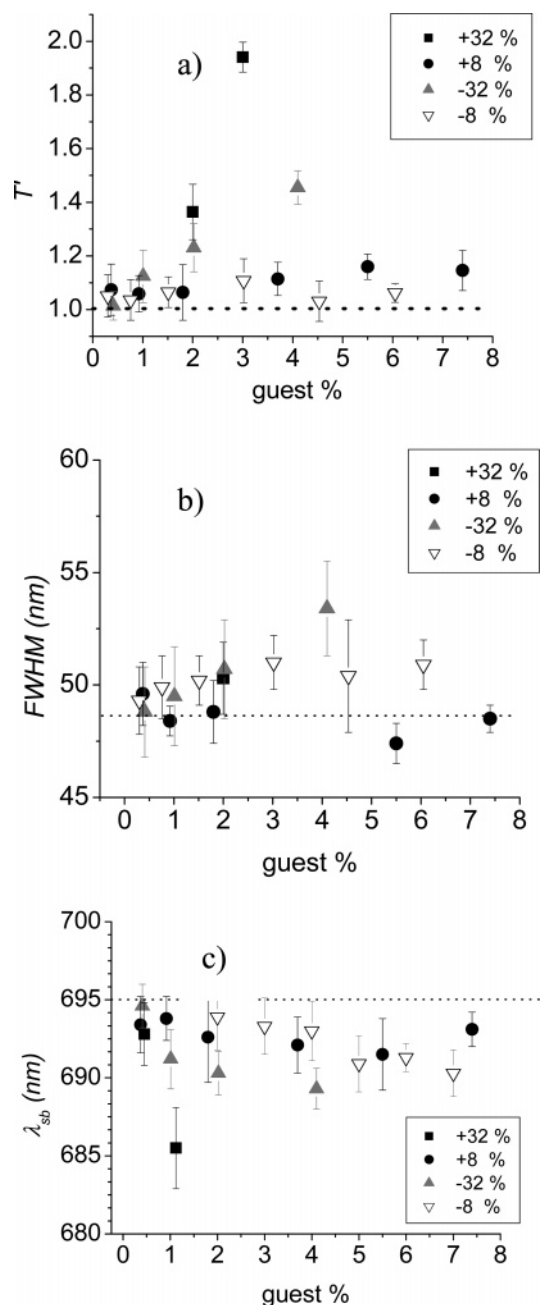 a)
+32 %
+8 %
-32 %
-8 %
2.0
1.8
1.6
1.4
1.2
1.0
T'
0 1 2 3 4 5 6 7 8
guest %
b)
+32 %
+8 %
-32 %
-8 %
60
55
50
45
FWHM (nm)
0 1 2 3 4 5 6 7 8
guest %
c)
700
695
690
685
680
λsb (nm)
+32 %
+8 %
-32 %
-8 %
0 1 2 3 4 5 6 7 8
guest %